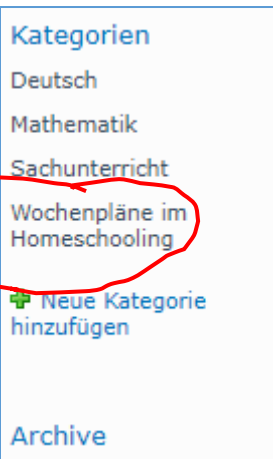 Kategorien
Deutsch
Mathematik
Sachunterricht
Wochenpläne im
Homeschooling
Neue Kategorie
hinzufügen
Archive